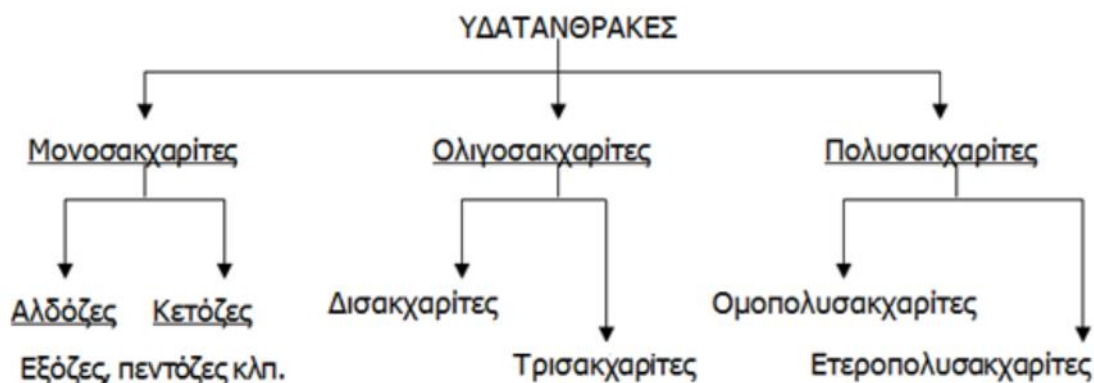 ΥΔΑΤΑΝΘΡΑΚΕΣ
Μονοσακχαρίτες Ολιγοσακχαρίτες Πολυσακχαρίτες
Αλδόζες Κετόζες Δισακχαρίτες Ομοπολυσακχαρίτες
Εξόζες, πεντόζες κλπ. Τρισακχαρίτες Ετεροπολυσακχαρίτες